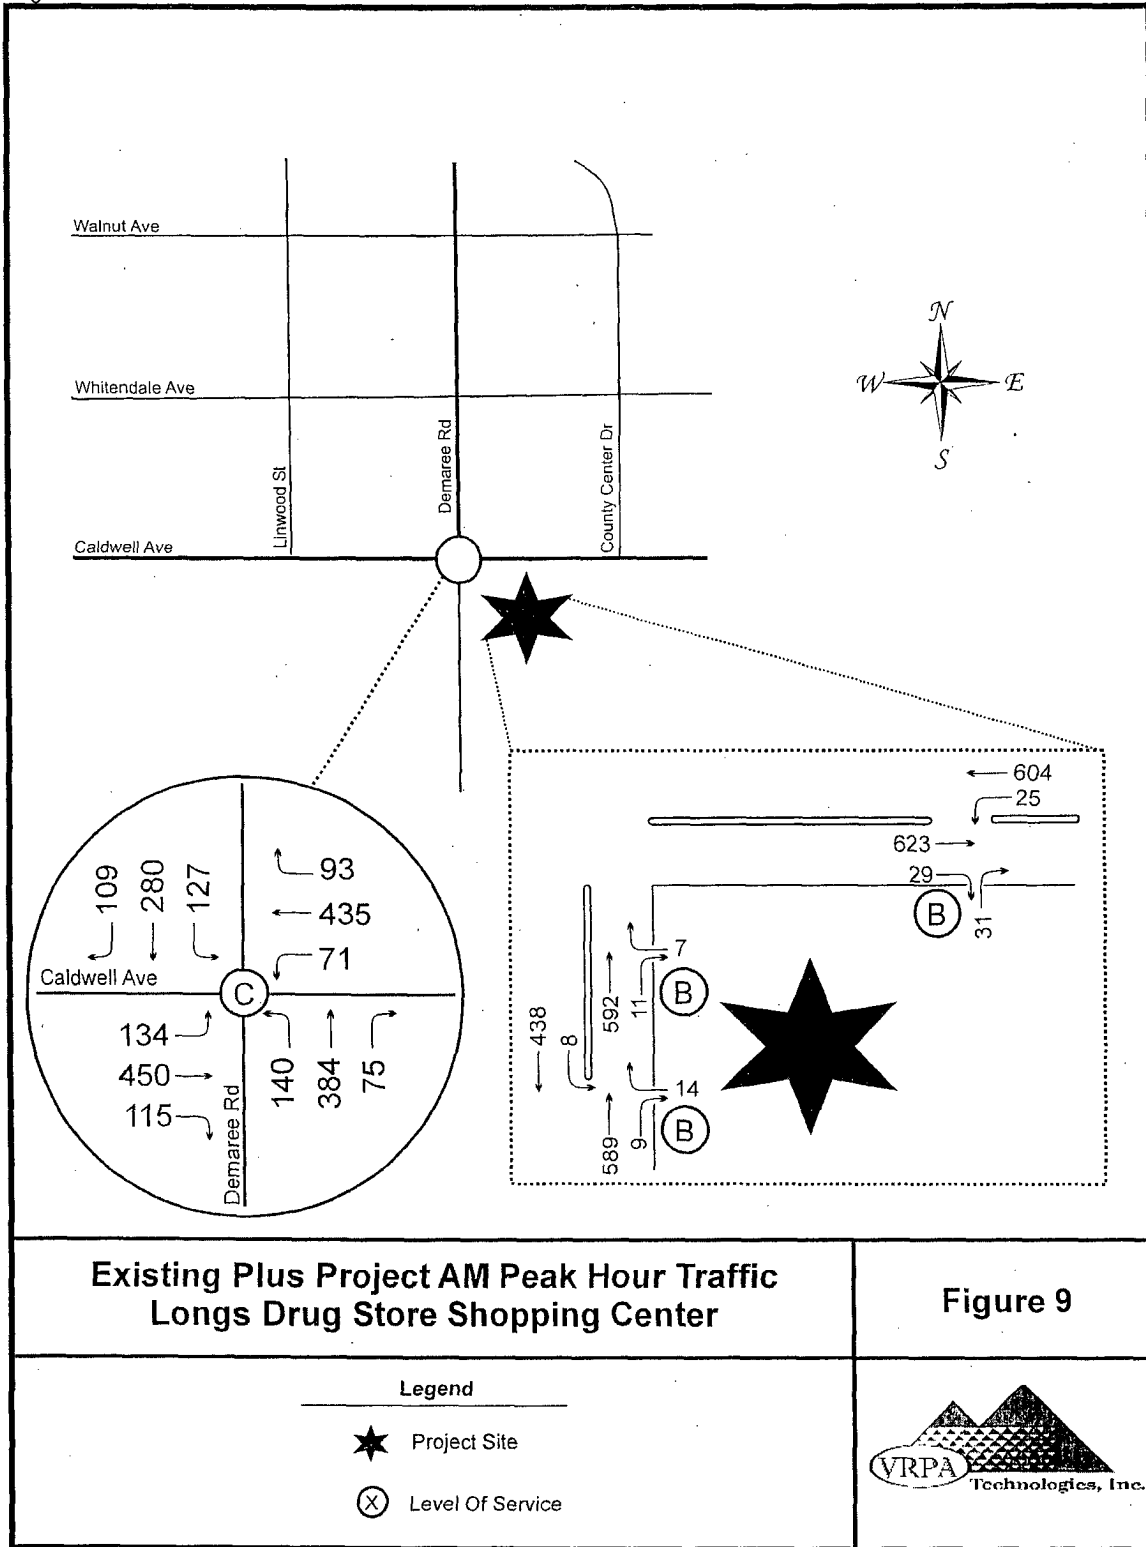 Walnut Ave
Whitendale Ave
Caldwell Ave
Linwood St
Demaree Rd
County Center Dr
N
W
E
S
109
280
127
93
435
71
Caldwell Ave
C
134
450
115
140
384
75
Demaree Rd
604
25
623
29
B
31
7
592
11
B
438
8
14
589
9
B
Existing Plus Project AM Peak Hour Traffic
Longs Drug Store Shopping Center
Figure 9
Legend
Project Site
X
Level Of Service
VRPA
Technologies, Inc.